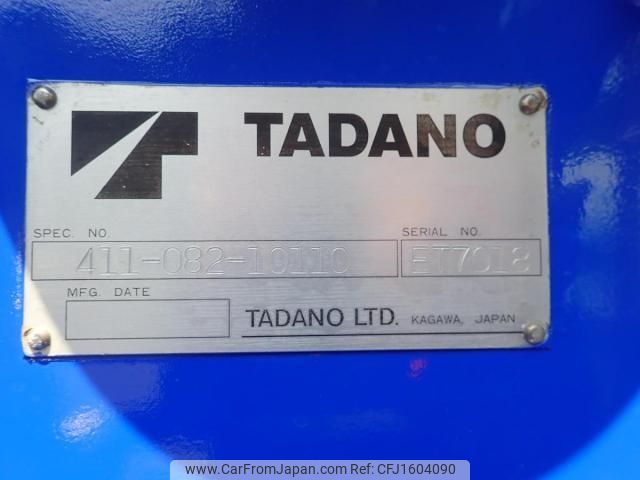 TADANO
SPEC. NO.
SERIAL NO.
411-082-10110
ET7018
MFG. DATE
TADANO LTD. KAGAWA, JAPAN
www.CarFromJapan.com
CarFromJapan
CFJ1604090